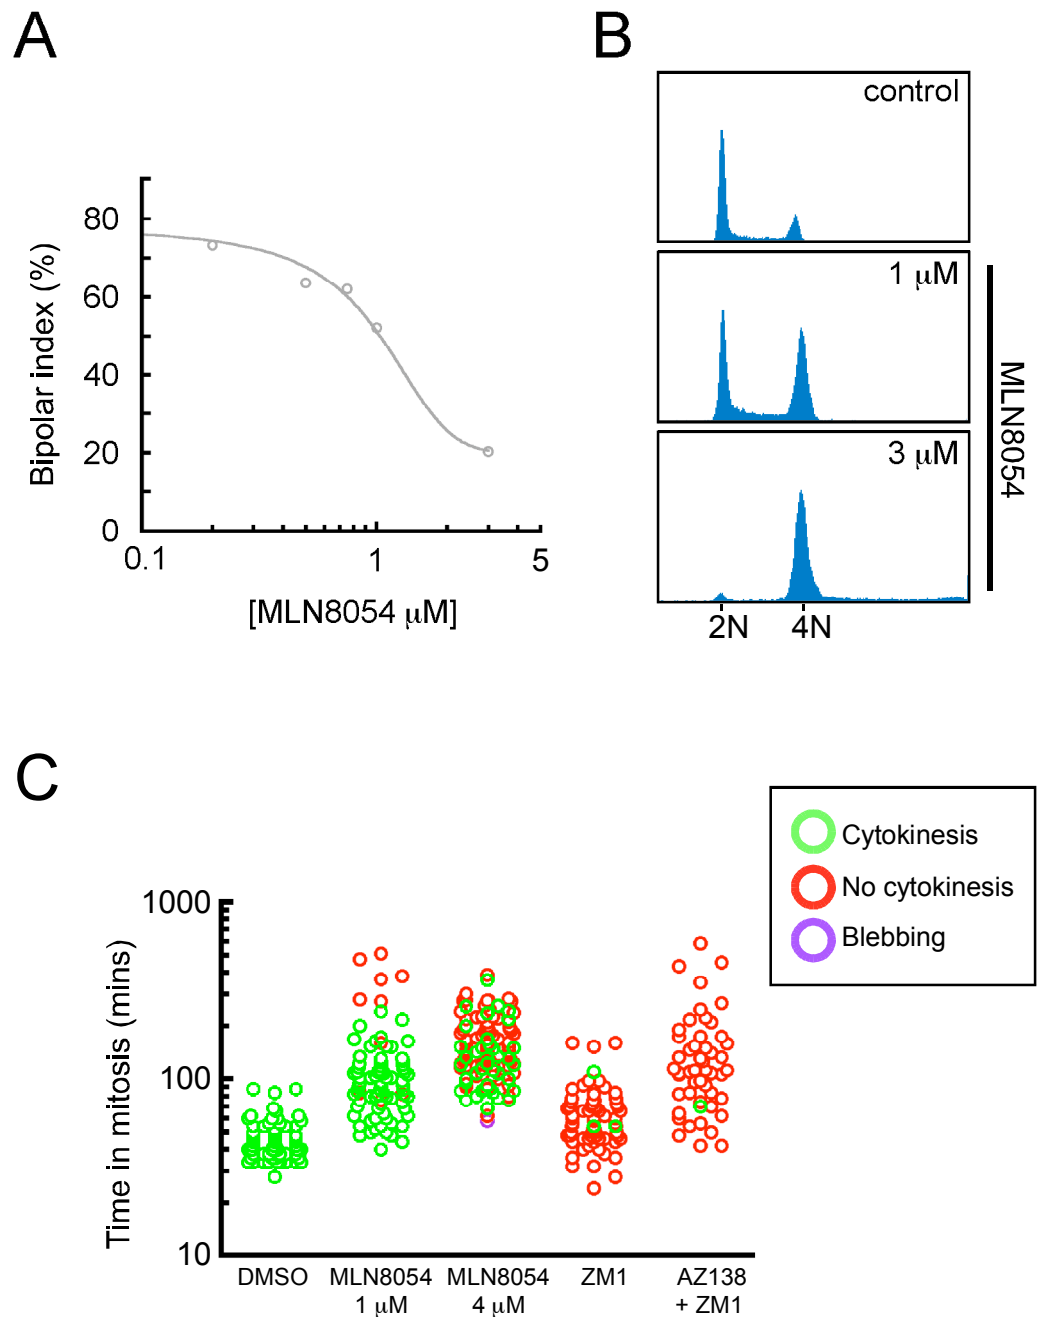 A
B
80
60
40
20
0
0.1
1
5
Bipolar index (%)
[MLN8054 μM]
control
1 μM
3 μM
2N
4N
MLN8054
C
Cytokinesis
No cytokinesis
Blebbing
1000
100
10
Time in mitosis (mins)
DMSO
MLN8054
1 μM
MLN8054
4 μM
ZM1
AZ138
+ ZM1